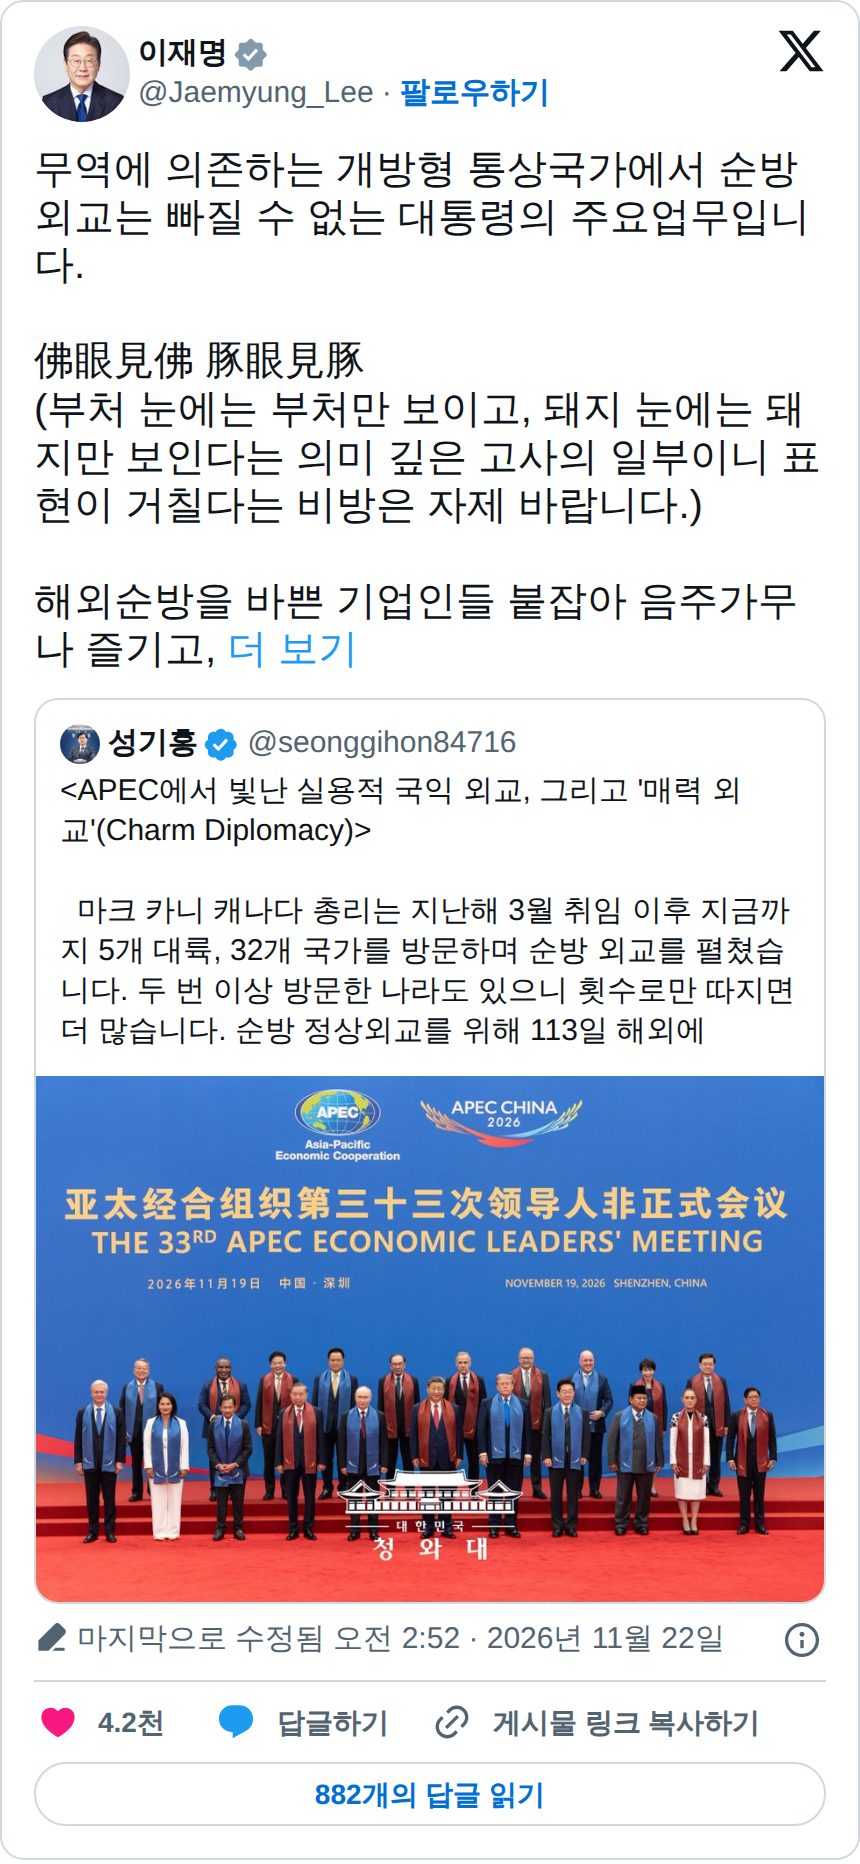 이재명
@Jaemyung_Lee · 팔로우하기
무역에 의존하는 개방형 통상국가에서 순방
외교는 빠질 수 없는 대통령의 주요업무입니
다.
佛眼見佛 豚眼見豚
(부처 눈에는 부처만 보이고, 돼지 눈에는 돼
지만 보인다는 의미 깊은 고사의 일부이니 표
현이 거칠다는 비방은 자제 바랍니다.)
해외순방을 바쁜 기업인들 붙잡아 음주가무
나 즐기고, 더 보기
성기홍 @seonggihon84716
<APEC에서 빛난 실용적 국익 외교, 그리고 '매력 외
교'(Charm Diplomacy)>
마크 카니 캐나다 총리는 지난해 3월 취임 이후 지금까
지 5개 대륙, 32개 국가를 방문하며 순방 외교를 펼쳤습
니다. 두 번 이상 방문한 나라도 있으니 횟수로만 따지면
더 많습니다. 순방 정상외교를 위해 113일 해외에
APEC
Asia-Pacific
Economic Cooperation
APEC CHINA
2026
亚太经合组织第三十三次领导人非正式会议
THE 33RD APEC ECONOMIC LEADERS' MEETING
2026年11月19日 中国 · 深圳
NOVEMBER 19, 2026 SHENZHEN, CHINA
대한민국
청와대
마지막으로 수정됨 오전 2:52 · 2026년 11월 22일
4.2천
답글하기
게시물 링크 복사하기
882개의 답글 읽기